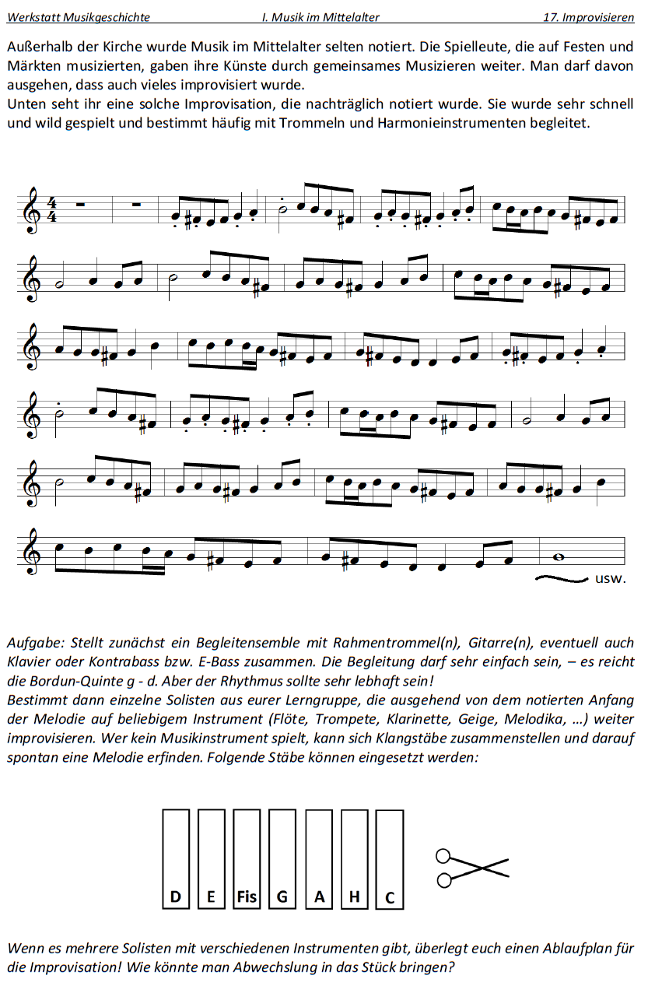 Werkstatt Musikgeschichte I. Musik im Mittelalter 17. Improvisieren
Außerhalb der Kirche wurde Musik im Mittelalter selten notiert. Die Spielleute, die auf Festen und
Märkten musizierten, gaben ihre Künste durch gemeinsames Musizieren weiter. Man darf davon
ausgehen, dass auch vieles improvisiert wurde.
Unten seht ihr eine solche Improvisation, die nachträglich notiert wurde. Sie wurde sehr schnell
und wild gespielt und bestimmt häufig mit Trommeln und Harmonieinstrumenten begleitet.
4
4
usw.
Aufgabe: Stellt zunächst ein Begleitensemble mit Rahmentrommel(n), Gitarre(n), eventuell auch
Klavier oder Kontrabass bzw. E-Bass zusammen. Die Begleitung darf sehr einfach sein, – es reicht
die Bordun-Quinte g - d. Aber der Rhythmus sollte sehr lebhaft sein!
Bestimmt dann einzelne Solisten aus eurer Lerngruppe, die ausgehend von dem notierten Anfang
der Melodie auf beliebigem Instrument (Flöte, Trompete, Klarinette, Geige, Melodika, …) weiter
improvisieren. Wer kein Musikinstrument spielt, kann sich Klangstäbe zusammenstellen und darauf
spontan eine Melodie erfinden. Folgende Stäbe können eingesetzt werden:
D E Fis G A H C
Wenn es mehrere Solisten mit verschiedenen Instrumenten gibt, überlegt euch einen Ablaufplan für
die Improvisation! Wie könnte man Abwechslung in das Stück bringen?